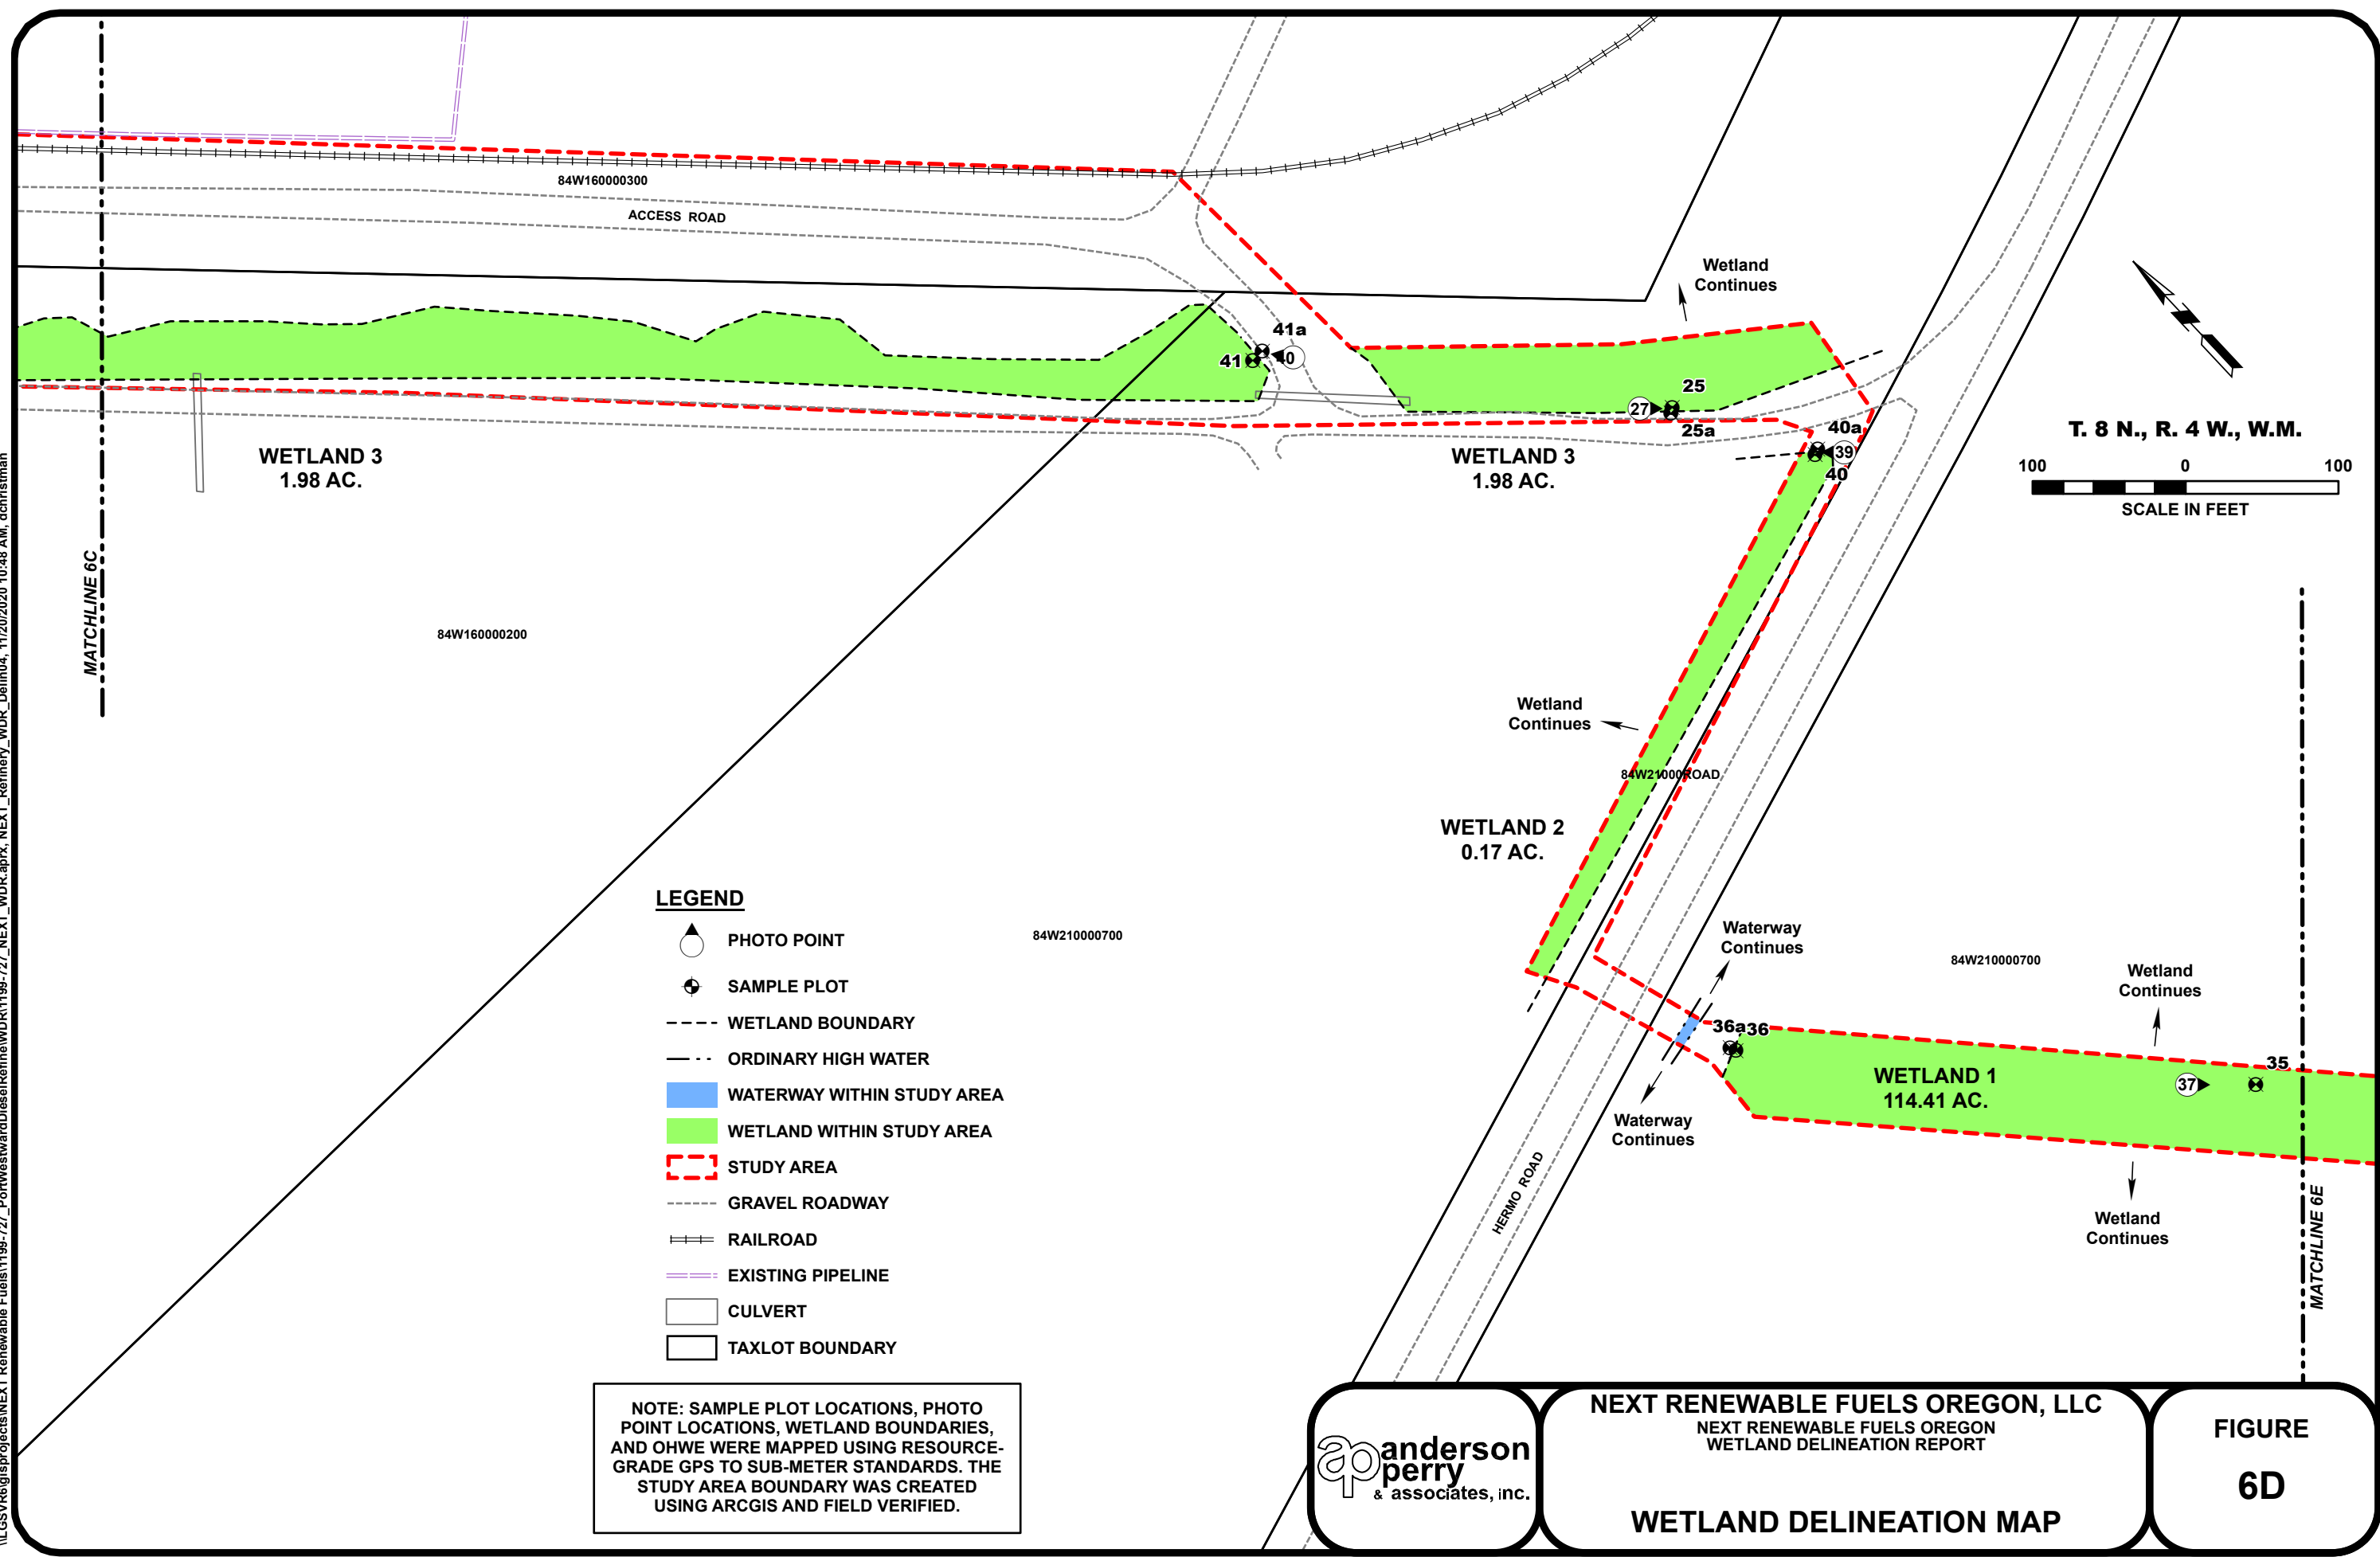 84W160000300
ACCESS ROAD
Wetland
Continues
41a
41
40
25
27
25a
40a
39
40
T. 8 N., R. 4 W., W.M.
100 0 100
SCALE IN FEET
WETLAND 3
1.98 AC.
WETLAND 3
1.98 AC.
MATCHLINE 6C
84W160000200
Wetland
Continues
84W21000ROAD
WETLAND 2
0.17 AC.
84W210000700
Waterway
Continues
84W210000700
Wetland
Continues
36a 36
35
37
WETLAND 1
114.41 AC.
Waterway
Continues
HERMO ROAD
Wetland
Continues
MATCHLINE 6E
LEGEND
PHOTO POINT
SAMPLE PLOT
WETLAND BOUNDARY
ORDINARY HIGH WATER
WATERWAY WITHIN STUDY AREA
WETLAND WITHIN STUDY AREA
STUDY AREA
GRAVEL ROADWAY
RAILROAD
EXISTING PIPELINE
CULVERT
TAXLOT BOUNDARY
NOTE: SAMPLE PLOT LOCATIONS, PHOTO
POINT LOCATIONS, WETLAND BOUNDARIES,
AND OHWE WERE MAPPED USING RESOURCE-
GRADE GPS TO SUB-METER STANDARDS. THE
STUDY AREA BOUNDARY WAS CREATED
USING ARCGIS AND FIELD VERIFIED.
ap anderson
perry
& associates, inc.
NEXT RENEWABLE FUELS OREGON, LLC
NEXT RENEWABLE FUELS OREGON
WETLAND DELINEATION REPORT
WETLAND DELINEATION MAP
FIGURE
6D